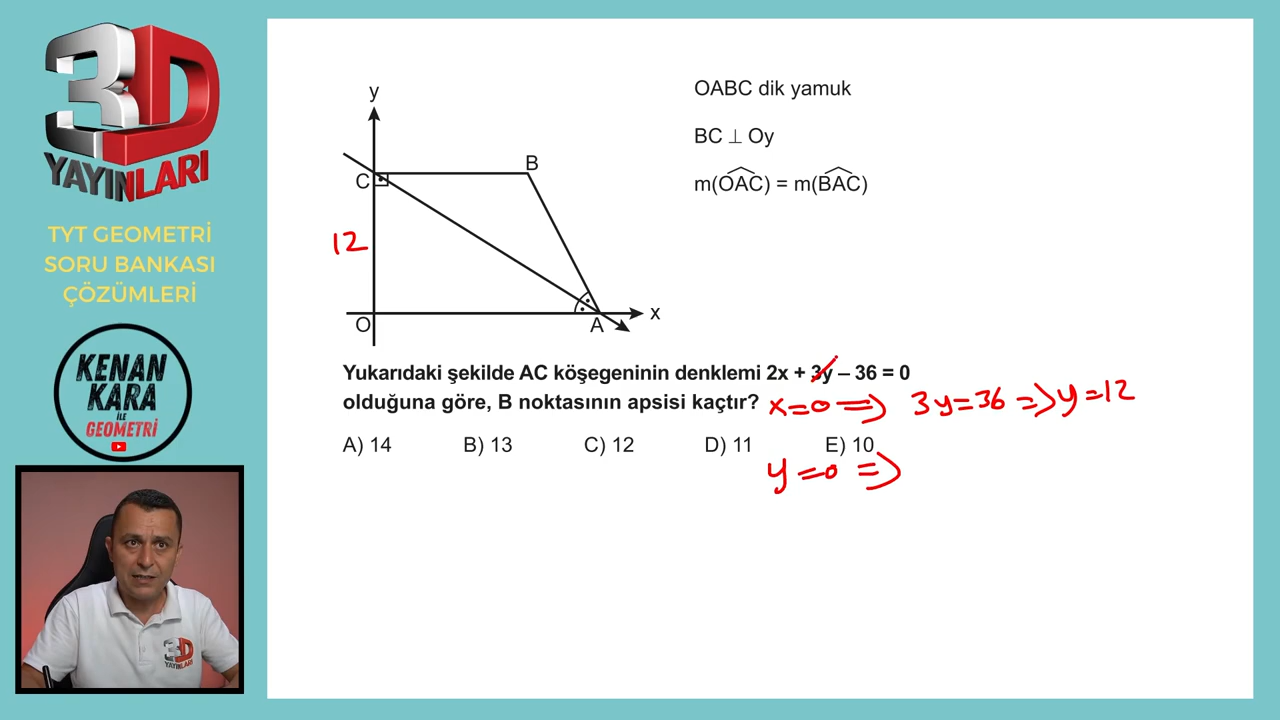 3D
YAYINLARI
TYT GEOMETRİ
SORU BANKASI
ÇÖZÜMLERİ
KENAN
KARA
İLE
GEOMETRİ
3D
YAYINLARI
y
B
C
12
O
A
x
OABC dik yamuk
BC ⊥ Oy
m(OAC) = m(BAC)
Yukarıdaki şekilde AC köşegeninin denklemi 2x + 3y – 36 = 0
olduğuna göre, B noktasının apsisi kaçtır?
x=0 => 3y=36 => y=12
A) 14 B) 13 C) 12 D) 11 E) 10
y=0 =>